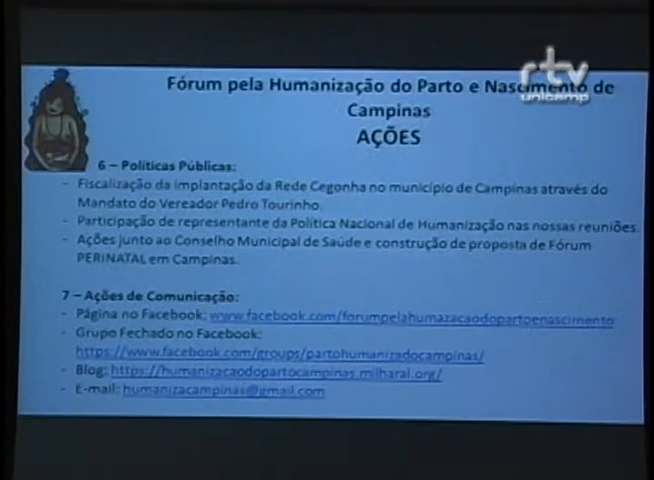 rtv
unicamp
Fórum pela Humanização do Parto e Nascimento de
Campinas
AÇÕES
6 – Políticas Públicas:
- Fiscalização da implantação da Rede Cegonha no município de Campinas através do
Mandato do Vereador Pedro Tourinho.
- Participação de representante da Política Nacional de Humanização nas nossas reuniões.
- Ações junto ao Conselho Municipal de Saúde e construção de proposta de Fórum
PERINATAL em Campinas.
7 – Ações de Comunicação:
- Página no Facebook: www.facebook.com/forumpelahumazacaodopartoenascimento
- Grupo Fechado no Facebook:
https://www.facebook.com/groups/partohumanizadocampinas/
- Blog: https://humanizacaodopartocampinas.milharal.org/
- E-mail: humanizacampinas@gmail.com